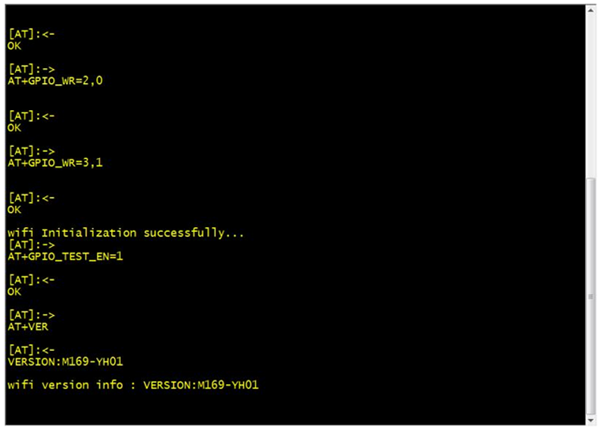 [AT]:<-
OK
[AT]:->
AT+GPIO_WR=2,0
[AT]:<-
OK
[AT]:->
AT+GPIO_WR=3,1
[AT]:<-
OK
wifi Initialization successfully...
[AT]:->
AT+GPIO_TEST_EN=1
[AT]:<-
OK
[AT]:->
AT+VER
[AT]:<-
VERSION:M169-YH01
wifi version info : VERSION:M169-YH01